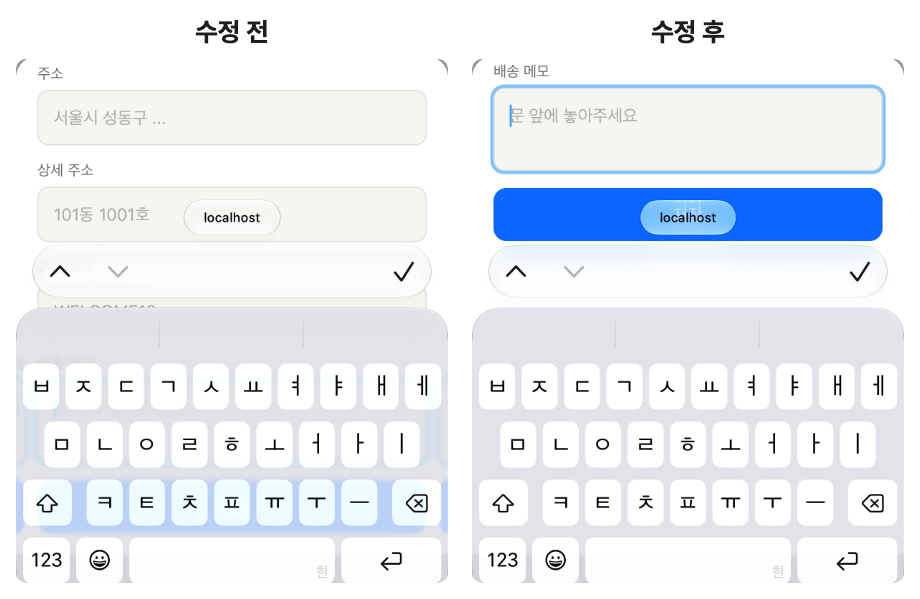 수정 전
주소
서울시 성동구 ...
상세 주소
101동 1001호
localhost
ㅂ ㅈ ㄷ ㄱ ㅅ ㅛ ㅕ ㅑ ㅐ ㅔ
ㅁ ㄴ ㅇ ㄹ ㅎ ㅗ ㅓ ㅏ ㅣ
ㅋ ㅌ ㅊ ㅍ ㅠ ㅜ ㅡ
123
한
수정 후
배송 메모
문 앞에 놓아주세요
localhost
ㅂ ㅈ ㄷ ㄱ ㅅ ㅛ ㅕ ㅑ ㅐ ㅔ
ㅁ ㄴ ㅇ ㄹ ㅎ ㅗ ㅓ ㅏ ㅣ
ㅋ ㅌ ㅊ ㅍ ㅠ ㅜ ㅡ
123
한